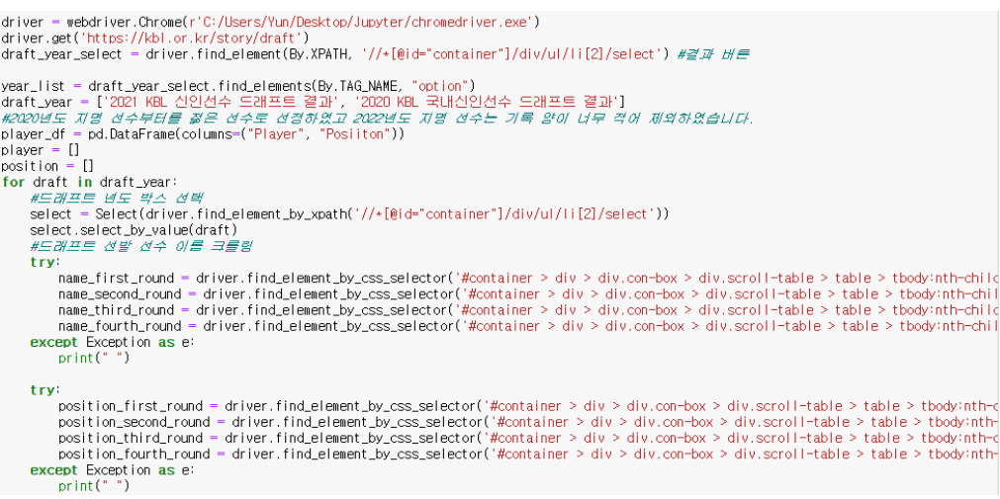 driver = webdriver.Chrome(r'C:/Users/Yun/Desktop/Jupyter/chromedriver.exe')
driver.get('https://kbl.or.kr/story/draft')
draft_year_select = driver.find_element(By.XPATH, '//*[@id="container"]/div/ul/li[2]/select') #결과 버튼
year_list = draft_year_select.find_elements(By.TAG_NAME, "option")
draft_year = ['2021 KBL 신인선수 드래프트 결과', '2020 KBL 국내신인선수 드래프트 결과']
#2020년도 지명 선수부터를 젊은 선수로 선정하였고 2022년도 지명 선수는 기록 양이 너무 적어 제외하였습니다.
player_df = pd.DataFrame(columns=("Player", "Posiiton"))
player = []
position = []
for draft in draft_year:
    #드래프트 년도 박스 선택
    select = Select(driver.find_element_by_xpath('//*[@id="container"]/div/ul/li[2]/select'))
    select.select_by_value(draft)
    #드래프트 선발 선수 이름 크롤링
    try:
        name_first_round = driver.find_element_by_css_selector('#container > div > div.con-box > div.scroll-table > table > tbody:nth-chilc
        name_second_round = driver.find_element_by_css_selector('#container > div > div.con-box > div.scroll-table > table > tbody:nth-chil
        name_third_round = driver.find_element_by_css_selector('#container > div > div.con-box > div.scroll-table > table > tbody:nth-chilc
        name_fourth_round = driver.find_element_by_css_selector('#container > div > div.con-box > div.scroll-table > table > tbody:nth-chil
    except Exception as e:
        print(" ")
    try:
        position_first_round = driver.find_element_by_css_selector('#container > div > div.con-box > div.scroll-table > table > tbody:nth-c
        position_second_round = driver.find_element_by_css_selector('#container > div > div.con-box > div.scroll-table > table > tbody:nth-
        position_third_round = driver.find_element_by_css_selector('#container > div > div.con-box > div.scroll-table > table > tbody:nth-c
        position_fourth_round = driver.find_element_by_css_selector('#container > div > div.con-box > div.scroll-table > table > tbody:nth-
    except Exception as e:
        print(" ")